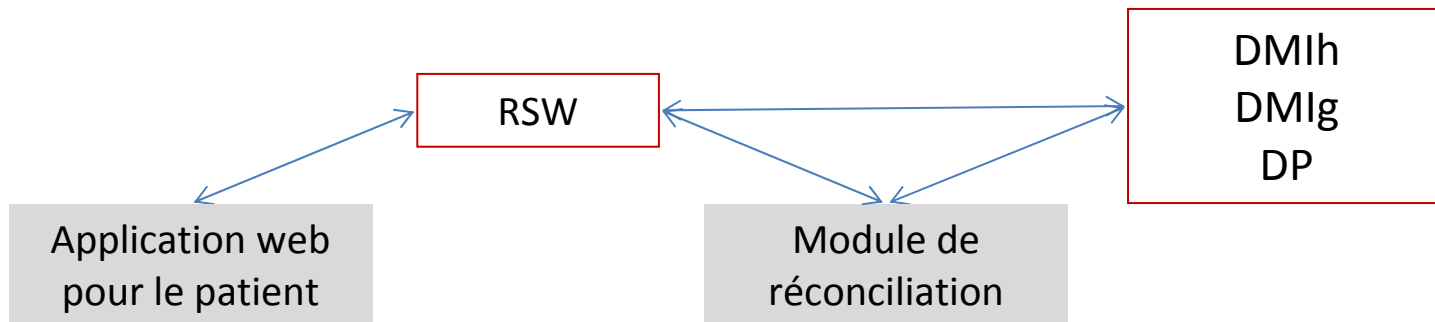 DMIh
DMIg
DP
RSW
Application web
pour le patient
Module de
réconciliation